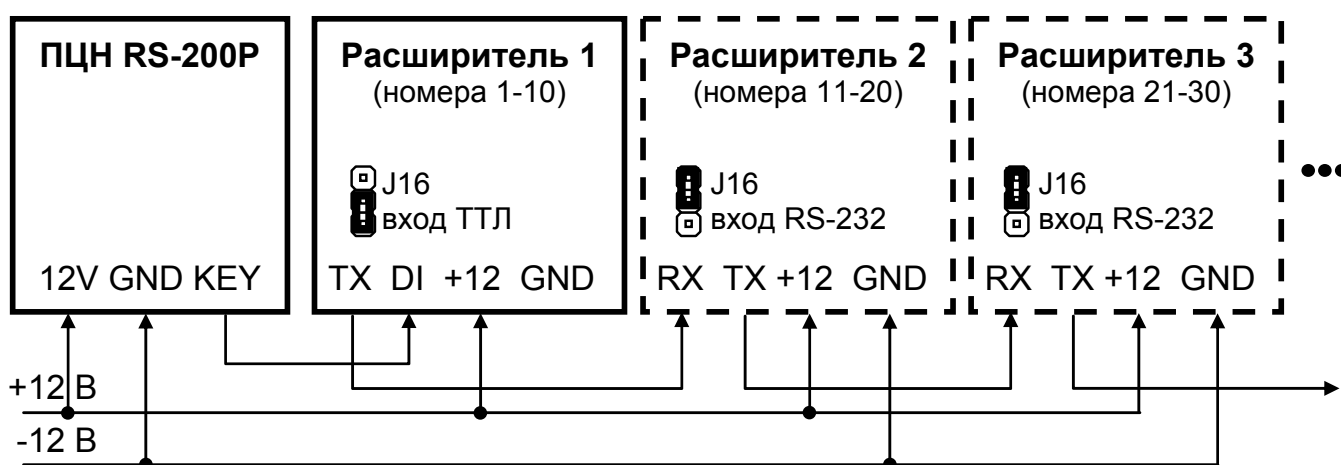 ПЦН RS-200P
12V GND KEY
Расширитель 1
(номера 1-10)
J16
вход ТТЛ
TX DI +12 GND
Расширитель 2
(номера 11-20)
J16
вход RS-232
RX TX +12 GND
Расширитель 3
(номера 21-30)
J16
вход RS-232
RX TX +12 GND
+12 В
-12 В